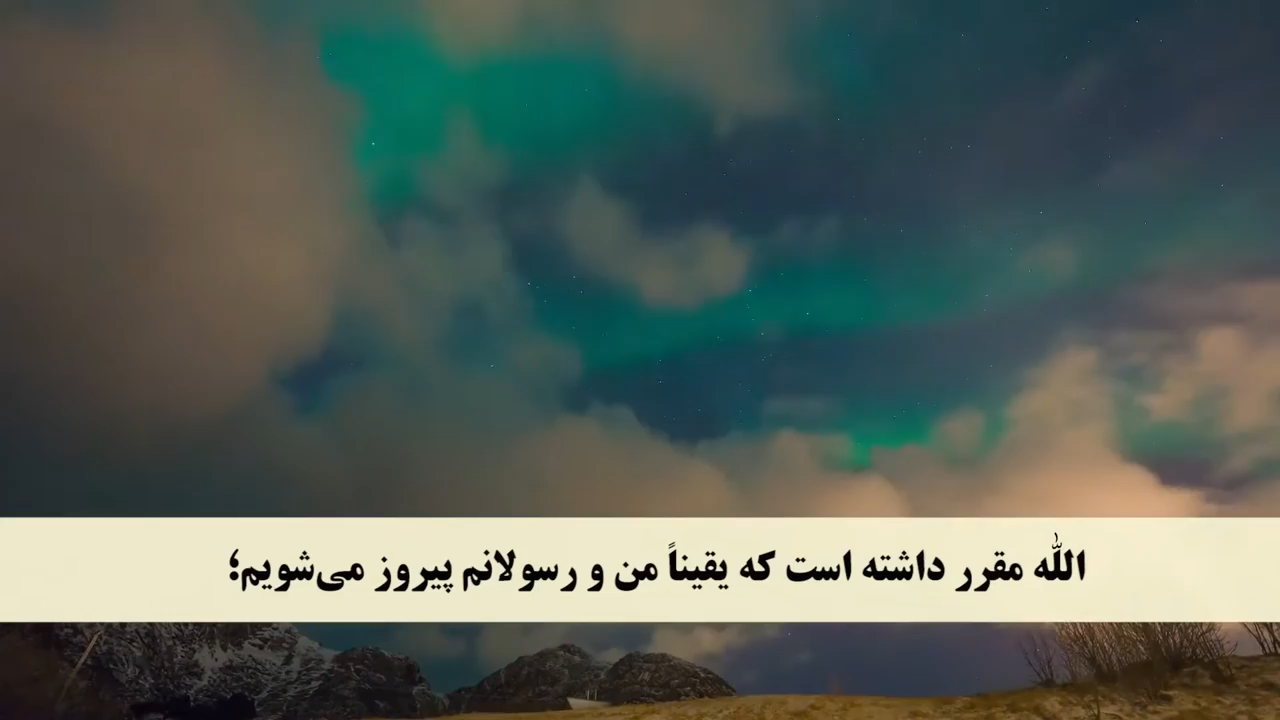 الله مقرر داشته است که یقیناً من و رسولانم پیروز می‌شویم؛